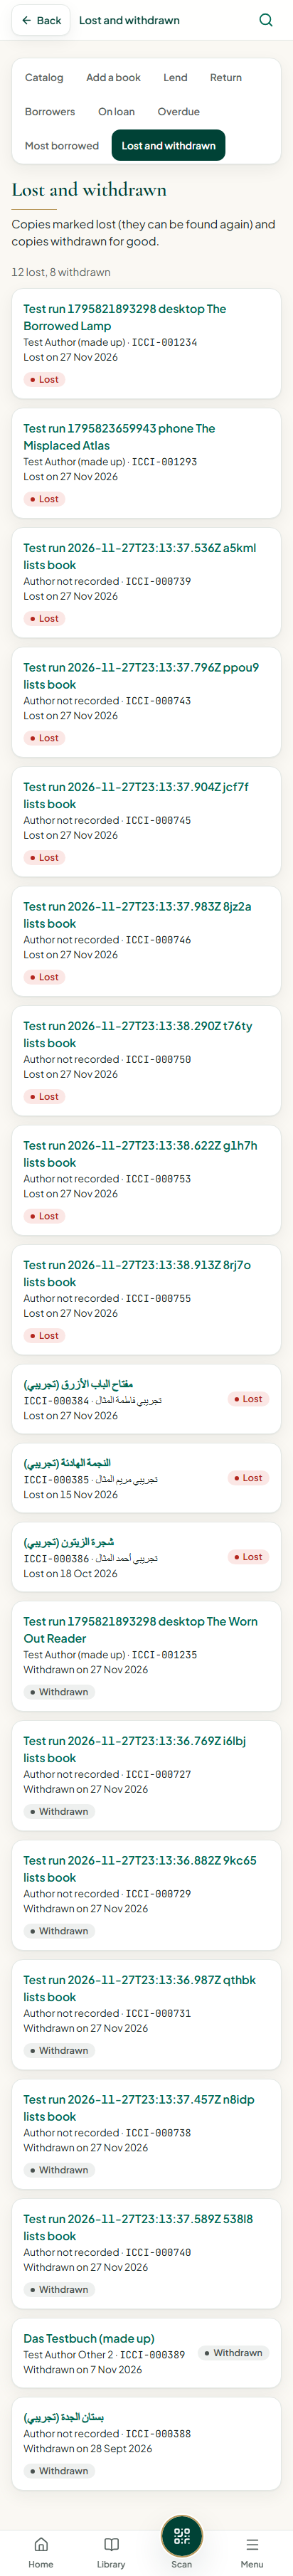 Back
Lost and withdrawn
Catalog
Add a book
Lend
Return
Borrowers
On loan
Overdue
Most borrowed
Lost and withdrawn
Lost and withdrawn
Copies marked lost (they can be found again) and
copies withdrawn for good.
12 lost, 8 withdrawn
Test run 1795821893298 desktop The
Borrowed Lamp
Test Author (made up) · ICCI-001234
Lost on 27 Nov 2026
Lost
Test run 1795823659943 phone The
Misplaced Atlas
Test Author (made up) · ICCI-001293
Lost on 27 Nov 2026
Lost
Test run 2026-11-27T23:13:37.536Z a5kml
lists book
Author not recorded · ICCI-000739
Lost on 27 Nov 2026
Lost
Test run 2026-11-27T23:13:37.796Z ppou9
lists book
Author not recorded · ICCI-000743
Lost on 27 Nov 2026
Lost
Test run 2026-11-27T23:13:37.904Z jcf7f
lists book
Author not recorded · ICCI-000745
Lost on 27 Nov 2026
Lost
Test run 2026-11-27T23:13:37.983Z 8jz2a
lists book
Author not recorded · ICCI-000746
Lost on 27 Nov 2026
Lost
Test run 2026-11-27T23:13:38.290Z t76ty
lists book
Author not recorded · ICCI-000750
Lost on 27 Nov 2026
Lost
Test run 2026-11-27T23:13:38.622Z g1h7h
lists book
Author not recorded · ICCI-000753
Lost on 27 Nov 2026
Lost
Test run 2026-11-27T23:13:38.913Z 8rj7o
lists book
Author not recorded · ICCI-000755
Lost on 27 Nov 2026
Lost
مفتاح الباب الأزرق (تجريبي)
تجريبي فاطمة المثال · ICCI-000384
Lost on 27 Nov 2026
Lost
النجمة الهادئة (تجريبي)
تجريبي مريم المثال · ICCI-000385
Lost on 15 Nov 2026
Lost
شجرة الزيتون (تجريبي)
تجريبي أحمد المثال · ICCI-000386
Lost on 18 Oct 2026
Lost
Test run 1795821893298 desktop The Worn
Out Reader
Test Author (made up) · ICCI-001235
Withdrawn on 27 Nov 2026
Withdrawn
Test run 2026-11-27T23:13:36.769Z i6lbj
lists book
Author not recorded · ICCI-000727
Withdrawn on 27 Nov 2026
Withdrawn
Test run 2026-11-27T23:13:36.882Z 9kc65
lists book
Author not recorded · ICCI-000729
Withdrawn on 27 Nov 2026
Withdrawn
Test run 2026-11-27T23:13:36.987Z qthbk
lists book
Author not recorded · ICCI-000731
Withdrawn on 27 Nov 2026
Withdrawn
Test run 2026-11-27T23:13:37.457Z n8idp
lists book
Author not recorded · ICCI-000738
Withdrawn on 27 Nov 2026
Withdrawn
Test run 2026-11-27T23:13:37.589Z 538l8
lists book
Author not recorded · ICCI-000740
Withdrawn on 27 Nov 2026
Withdrawn
Das Testbuch (made up)
Test Author Other 2 · ICCI-000389
Withdrawn on 7 Nov 2026
Withdrawn
بستان الجدة (تجريبي)
Author not recorded · ICCI-000388
Withdrawn on 28 Sept 2026
Withdrawn
Home
Library
Scan
Menu